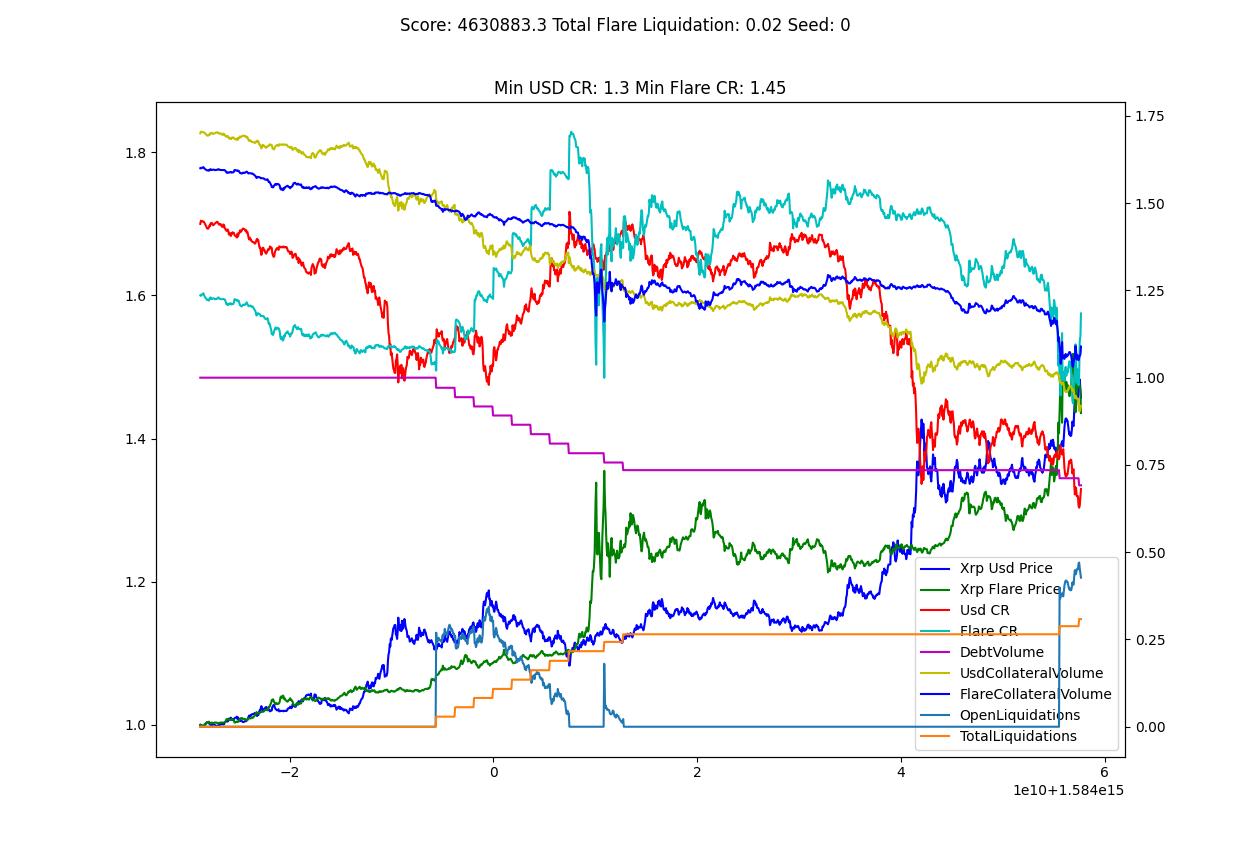 Score: 4630883.3 Total Flare Liquidation: 0.02 Seed: 0
Min USD CR: 1.3 Min Flare CR: 1.45
1.8
1.6
1.4
1.2
1.0
1.75
1.50
1.25
1.00
0.75
0.50
0.25
0.00
Xrp Usd Price
Xrp Flare Price
Usd CR
Flare CR
DebtVolume
UsdCollateralVolume
FlareCollateralVolume
OpenLiquidations
TotalLiquidations
−2 0 2 4 6
1e10+1.584e15